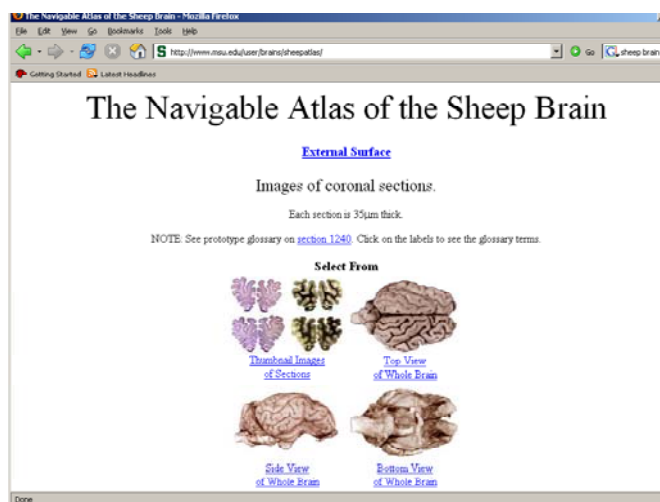 The Navigable Atlas of the Sheep Brain - Mozilla Firefox
File Edit View Go Bookmarks Tools Help
http://www.msu.edu/user/brains/sheepatlas/ Go sheep brain
Getting Started Latest Headlines
The Navigable Atlas of the Sheep Brain
External Surface
Images of coronal sections.
Each section is 35µm thick.
NOTE: See prototype glossary on section 1240. Click on the labels to see the glossary terms.
Select From
Thumbnail Images
of Sections
Top View
of Whole Brain
Side View
of Whole Brain
Bottom View
of Whole Brain
Done